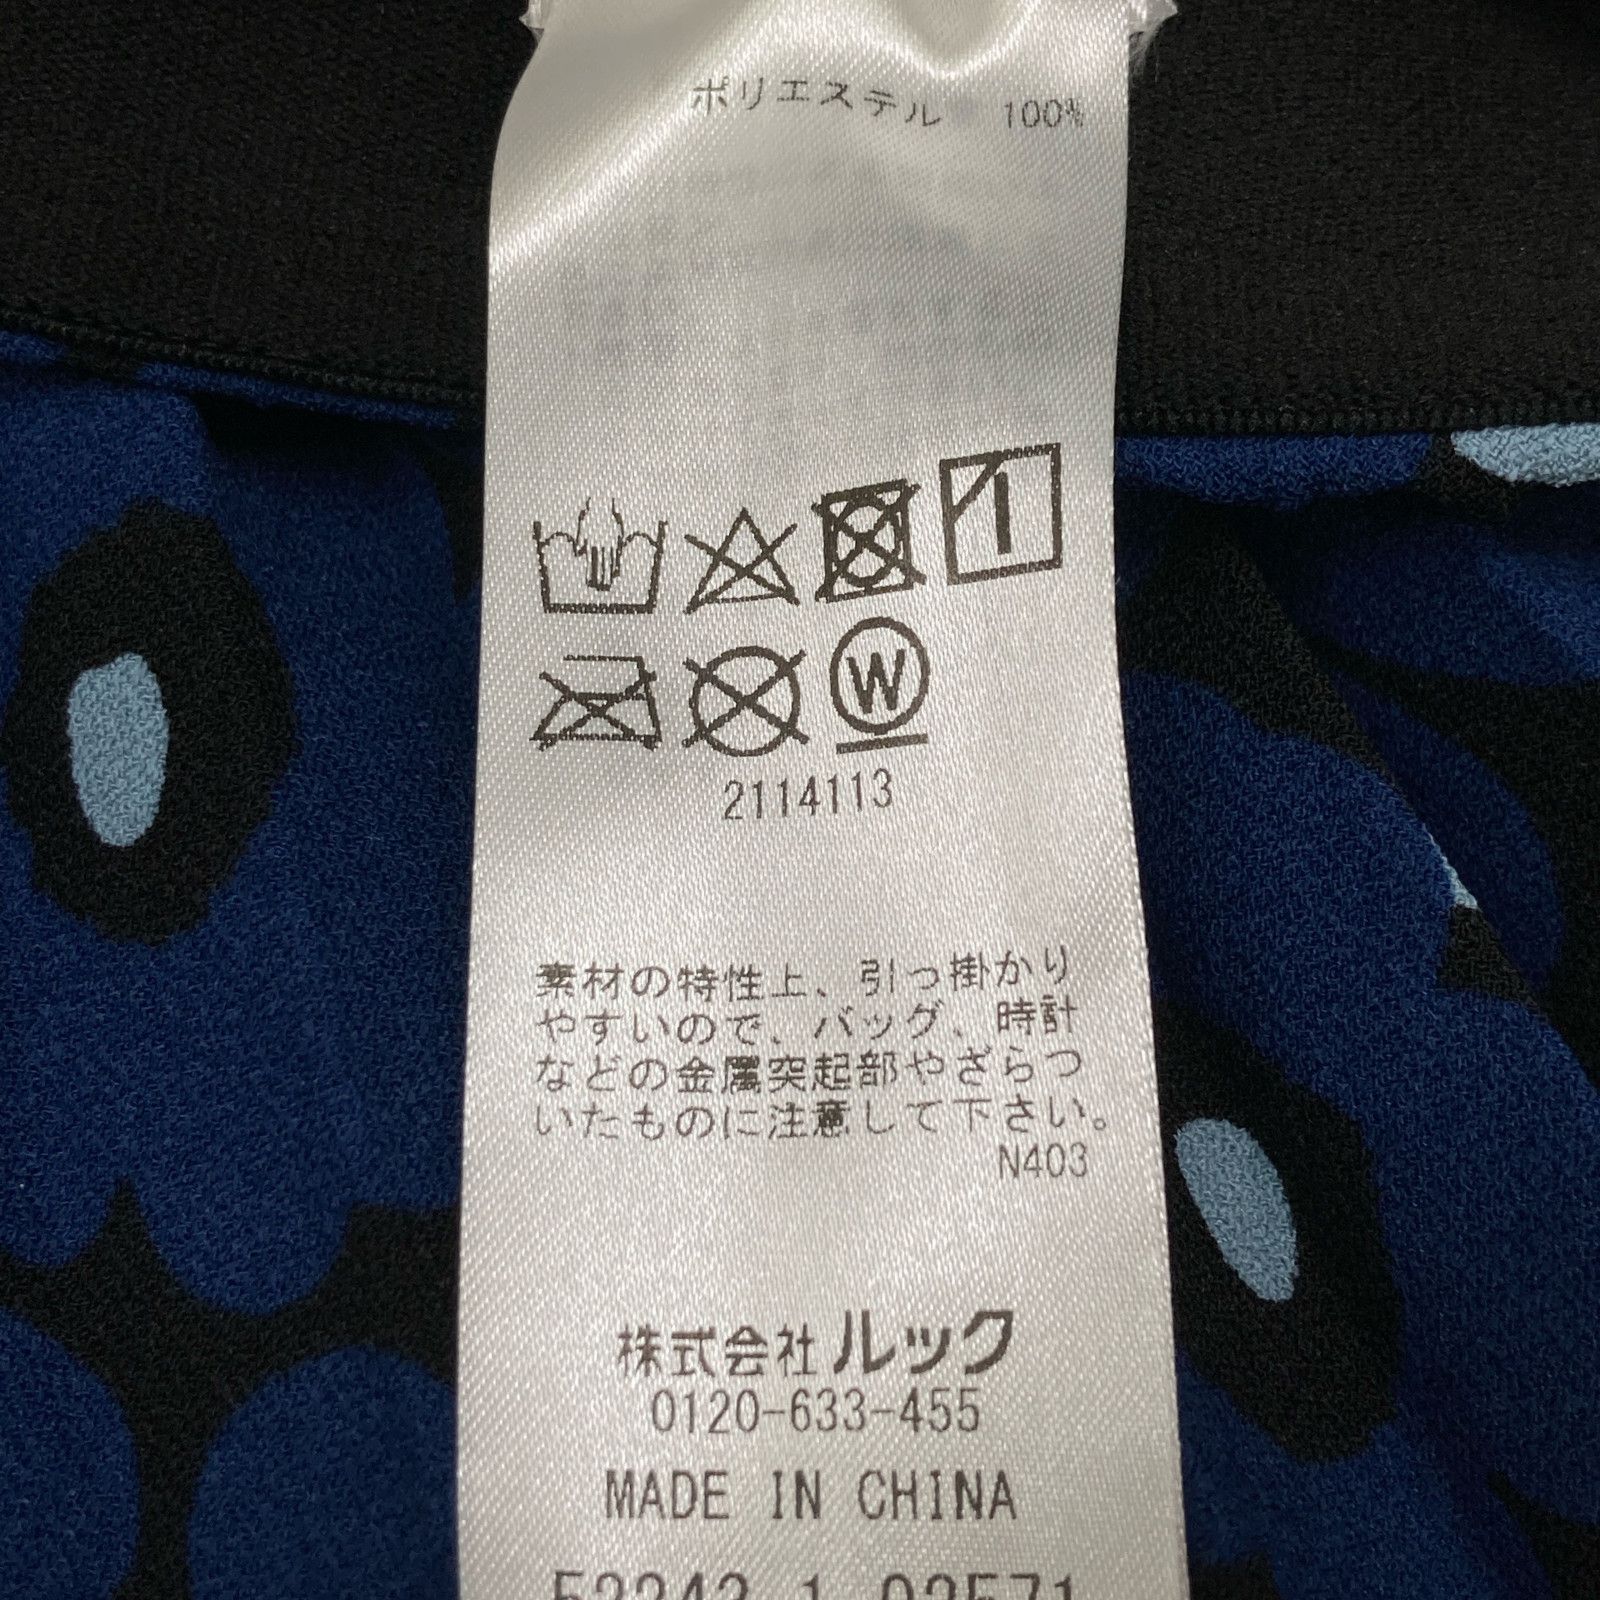 ポリエステル 100%
W
2114113
素材の特性上、引っ掛かり
やすいので、バッグ、時計
などの金属突起部やざらつ
いたものに注意して下さい。
N403
株式会社ルック
0120-633-455
MADE IN CHINA